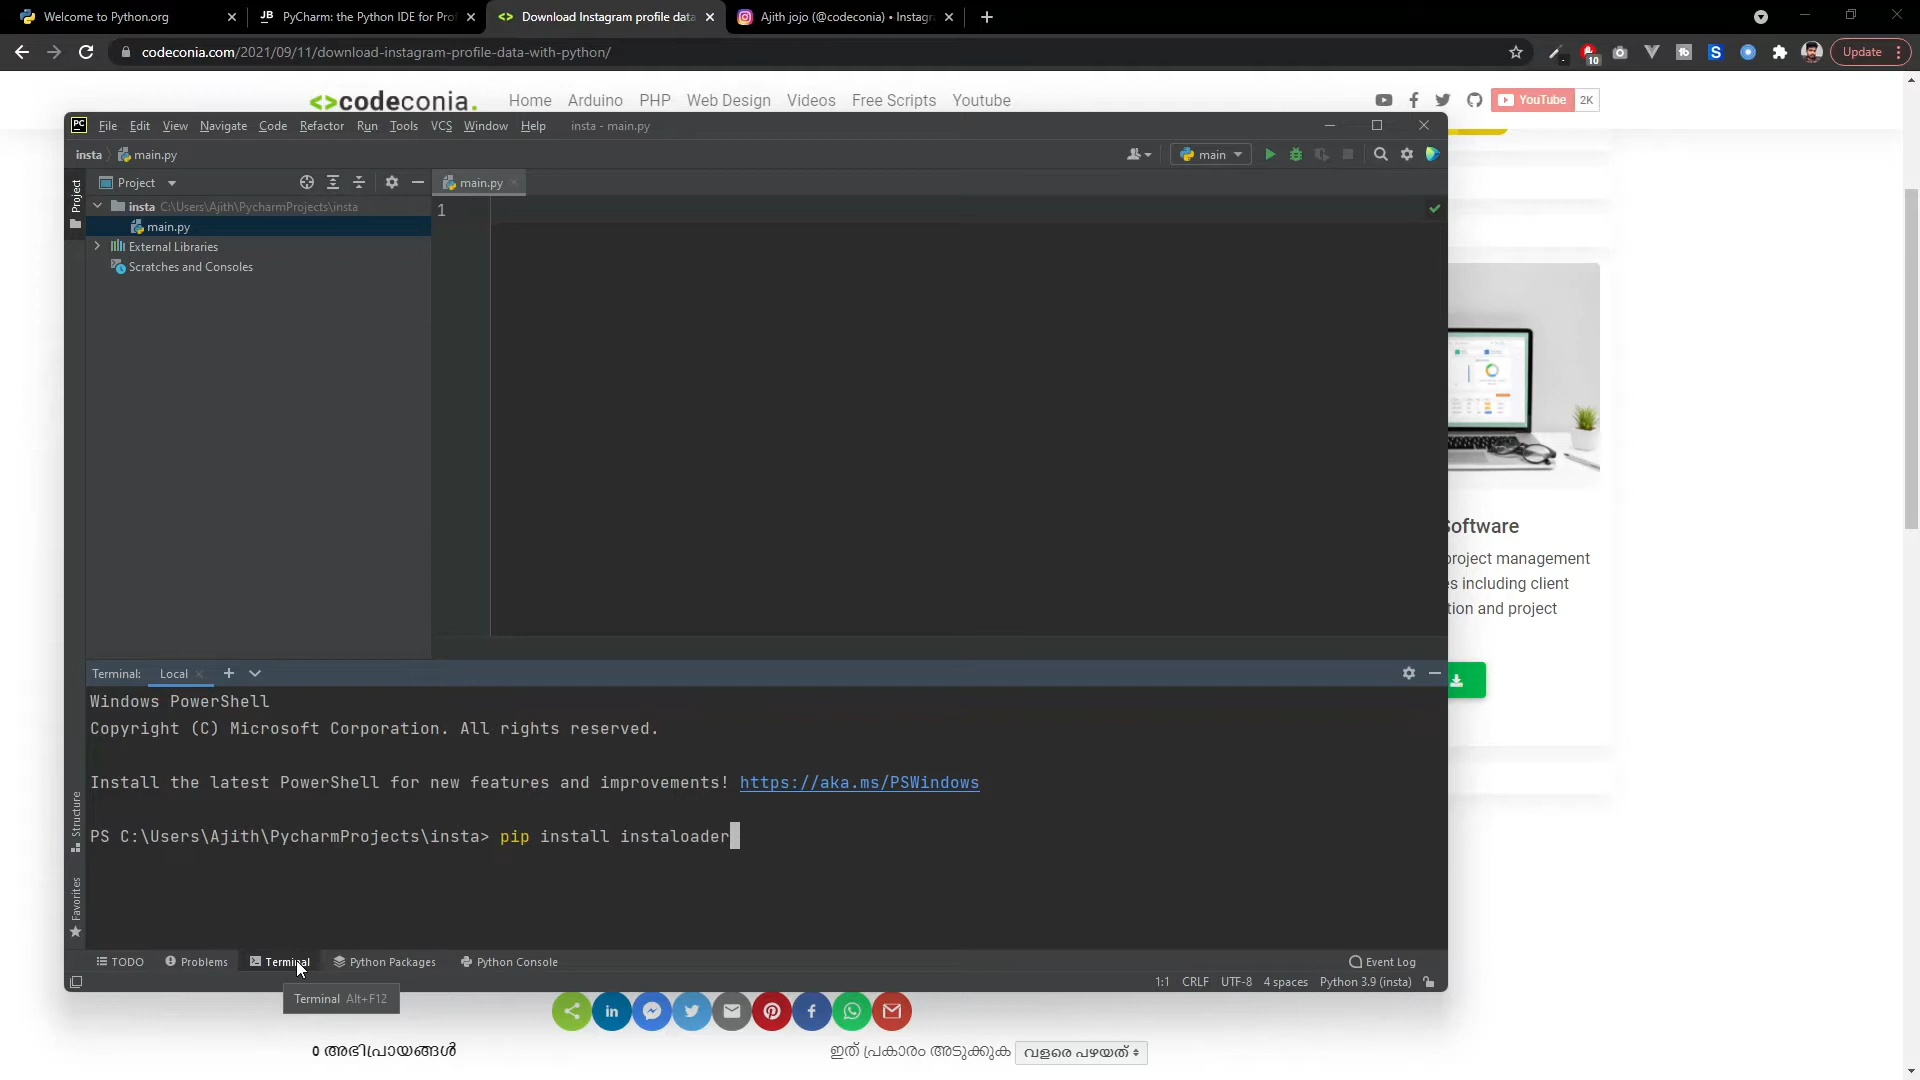 Welcome to Python.org
PyCharm: the Python IDE for Prof
Download Instagram profile data
Ajith jojo (@codeconia) • Instagr
codeconia.com/2021/09/11/download-instagram-profile-data-with-python/
10
Update
<>codeconia.
Home
Arduino
PHP
Web Design
Videos
Free Scripts
Youtube
YouTube
2K
PC
File
Edit
View
Navigate
Code
Refactor
Run
Tools
VCS
Window
Help
insta - main.py
insta
main.py
main
Project
Project
main.py
1
insta C:\Users\Ajith\PycharmProjects\insta
main.py
External Libraries
Scratches and Consoles
Software
project management
es including client
tion and project
Terminal:
Local
Windows PowerShell
Copyright (C) Microsoft Corporation. All rights reserved.
Install the latest PowerShell for new features and improvements! https://aka.ms/PSWindows
PS C:\Users\Ajith\PycharmProjects\insta> pip install instaloader
Structure
Favorites
TODO
Problems
Terminal
Python Packages
Python Console
Event Log
1:1
CRLF
UTF-8
4 spaces
Python 3.9 (insta)
Terminal Alt+F12
0 അഭിപ്രായങ്ങൾ
ഇത് പ്രകാരം അടുക്കുക
വളരെ പഴയത്